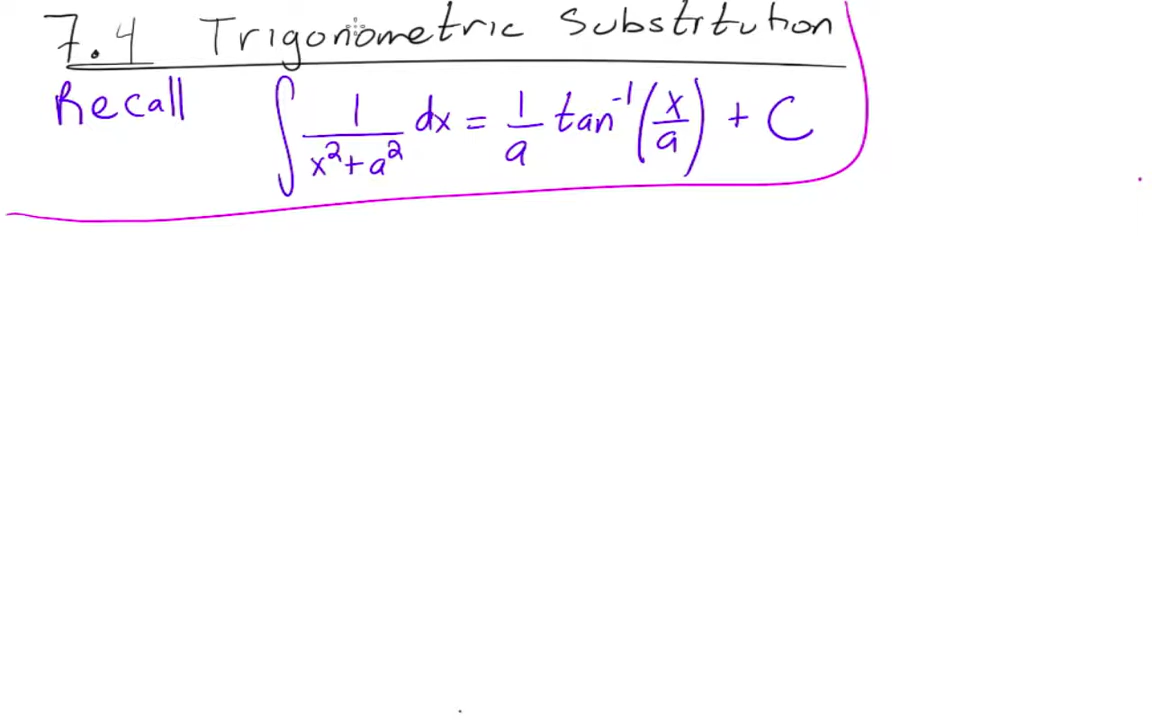 7.4 Trigonometric Substitution
Recall ∫ 1/(x²+a²) dx = 1/a tan⁻¹(x/a) + C